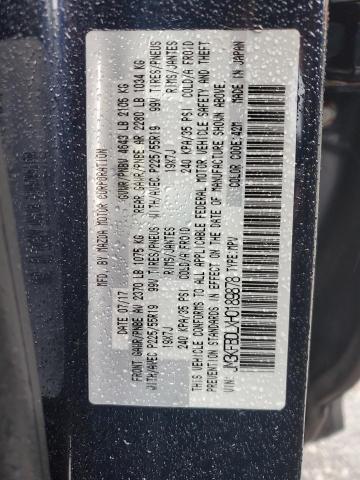 MFD. BY MAZDA MOTOR CORPORATION
DATE 07/17 GVWR/PNBV 4643 LB 2105 KG
FRONT GAWR/PNBE AV 2370 LB 1075 KG REAR GAWR/PNBE AR 2280 LB 1034 KG
WITH/AVEC P225/55R19 99V TIRES/PNEUS WITH/AVEC P225/55R19 99V TIRES/PNEUS
19X7J RIMS/JANTES 19X7J RIMS/JANTES
240 KPA/35 PSI COLD/A FROID 240 KPA/35 PSI COLD/A FROID
THIS VEHICLE CONFORMS TO ALL APPLICABLE FEDERAL MOTOR VEHICLE SAFETY AND THEFT
PREVENTION STANDARDS IN EFFECT ON THE DATE OF MANUFACTURE SHOWN ABOVE.
JM3KFBDLXH0189878 TYPE:MPV COLOR CODE:42M MADE IN JAPAN